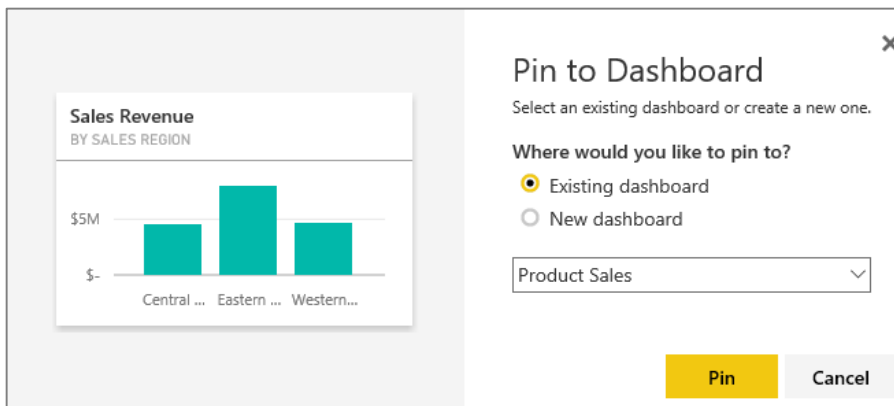 Sales Revenue
BY SALES REGION
$5M
$-
Central ...
Eastern ...
Western...
Pin to Dashboard
Select an existing dashboard or create a new one.
Where would you like to pin to?
Existing dashboard
New dashboard
Product Sales
Pin
Cancel